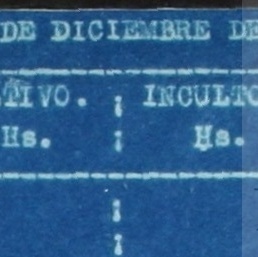 DE DICIEMBRE DE
TIVO. : INCULTO
Hs. : Hs.